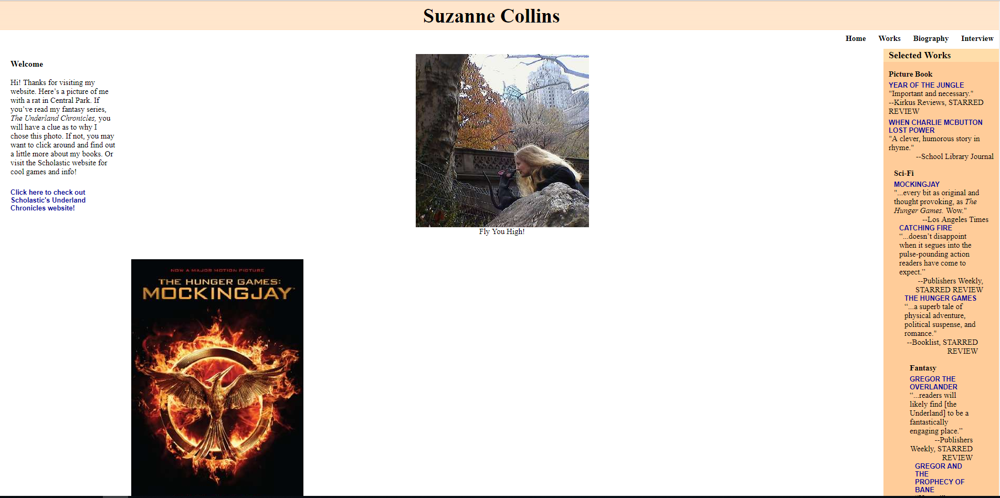 Suzanne Collins
Home Works Biography Interview
Welcome
Hi! Thanks for visiting my
website. Here’s a picture of me
with a rat in Central Park. If
you’ve read my fantasy series,
The Underland Chronicles, you
will have a clue as to why I
chose this photo. If not, you may
want to click around and find out
a little more about my books. Or
visit the Scholastic website for
cool games and info!
Click here to check out
Scholastic's Underland
Chronicles website!
Fly You High!
NOW A MAJOR MOTION PICTURE
THE HUNGER GAMES:
MOCKINGJAY
Selected Works
Picture Book
YEAR OF THE JUNGLE
"Important and necessary."
--Kirkus Reviews, STARRED
REVIEW
WHEN CHARLIE MCBUTTON
LOST POWER
"A clever, humorous story in
rhyme."
--School Library Journal
Sci-Fi
MOCKINGJAY
"...every bit as original and
thought provoking, as The
Hunger Games. Wow."
--Los Angeles Times
CATCHING FIRE
“...doesn’t disappoint
when it segues into the
pulse-pounding action
readers have come to
expect.”
--Publishers Weekly,
STARRED REVIEW
THE HUNGER GAMES
“...a superb tale of
physical adventure,
political suspense, and
romance."
--Booklist, STARRED
REVIEW
Fantasy
GREGOR THE
OVERLANDER
“...readers will
likely find [the
Underland] to be a
fantastically
engaging place.”
--Publishers
Weekly, STARRED
REVIEW
GREGOR AND
THE
PROPHECY OF
BANE